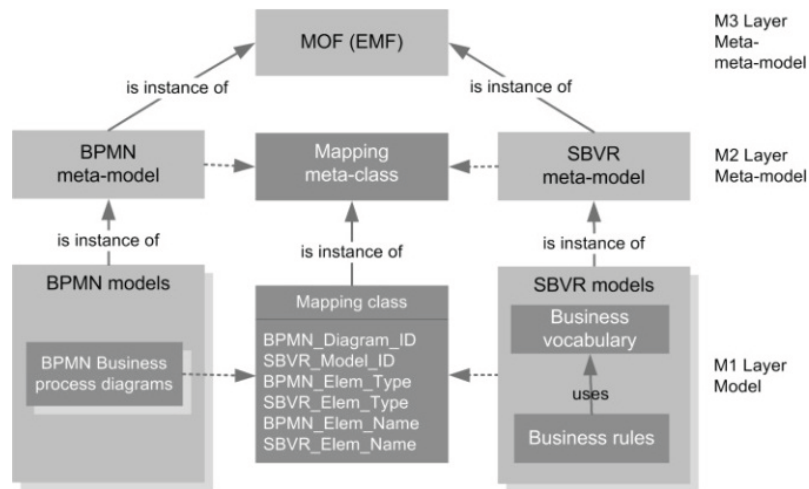 MOF (EMF)
M3 Layer
Meta-
meta-model
is instance of
is instance of
BPMN
meta-model
Mapping
meta-class
SBVR
meta-model
M2 Layer
Meta-model
is instance of
is instance of
is instance of
BPMN models
BPMN Business
process diagrams
Mapping class
BPMN_Diagram_ID
SBVR_Model_ID
BPMN_Elem_Type
SBVR_Elem_Type
BPMN_Elem_Name
SBVR_Elem_Name
SBVR models
Business
vocabulary
uses
Business rules
M1 Layer
Model